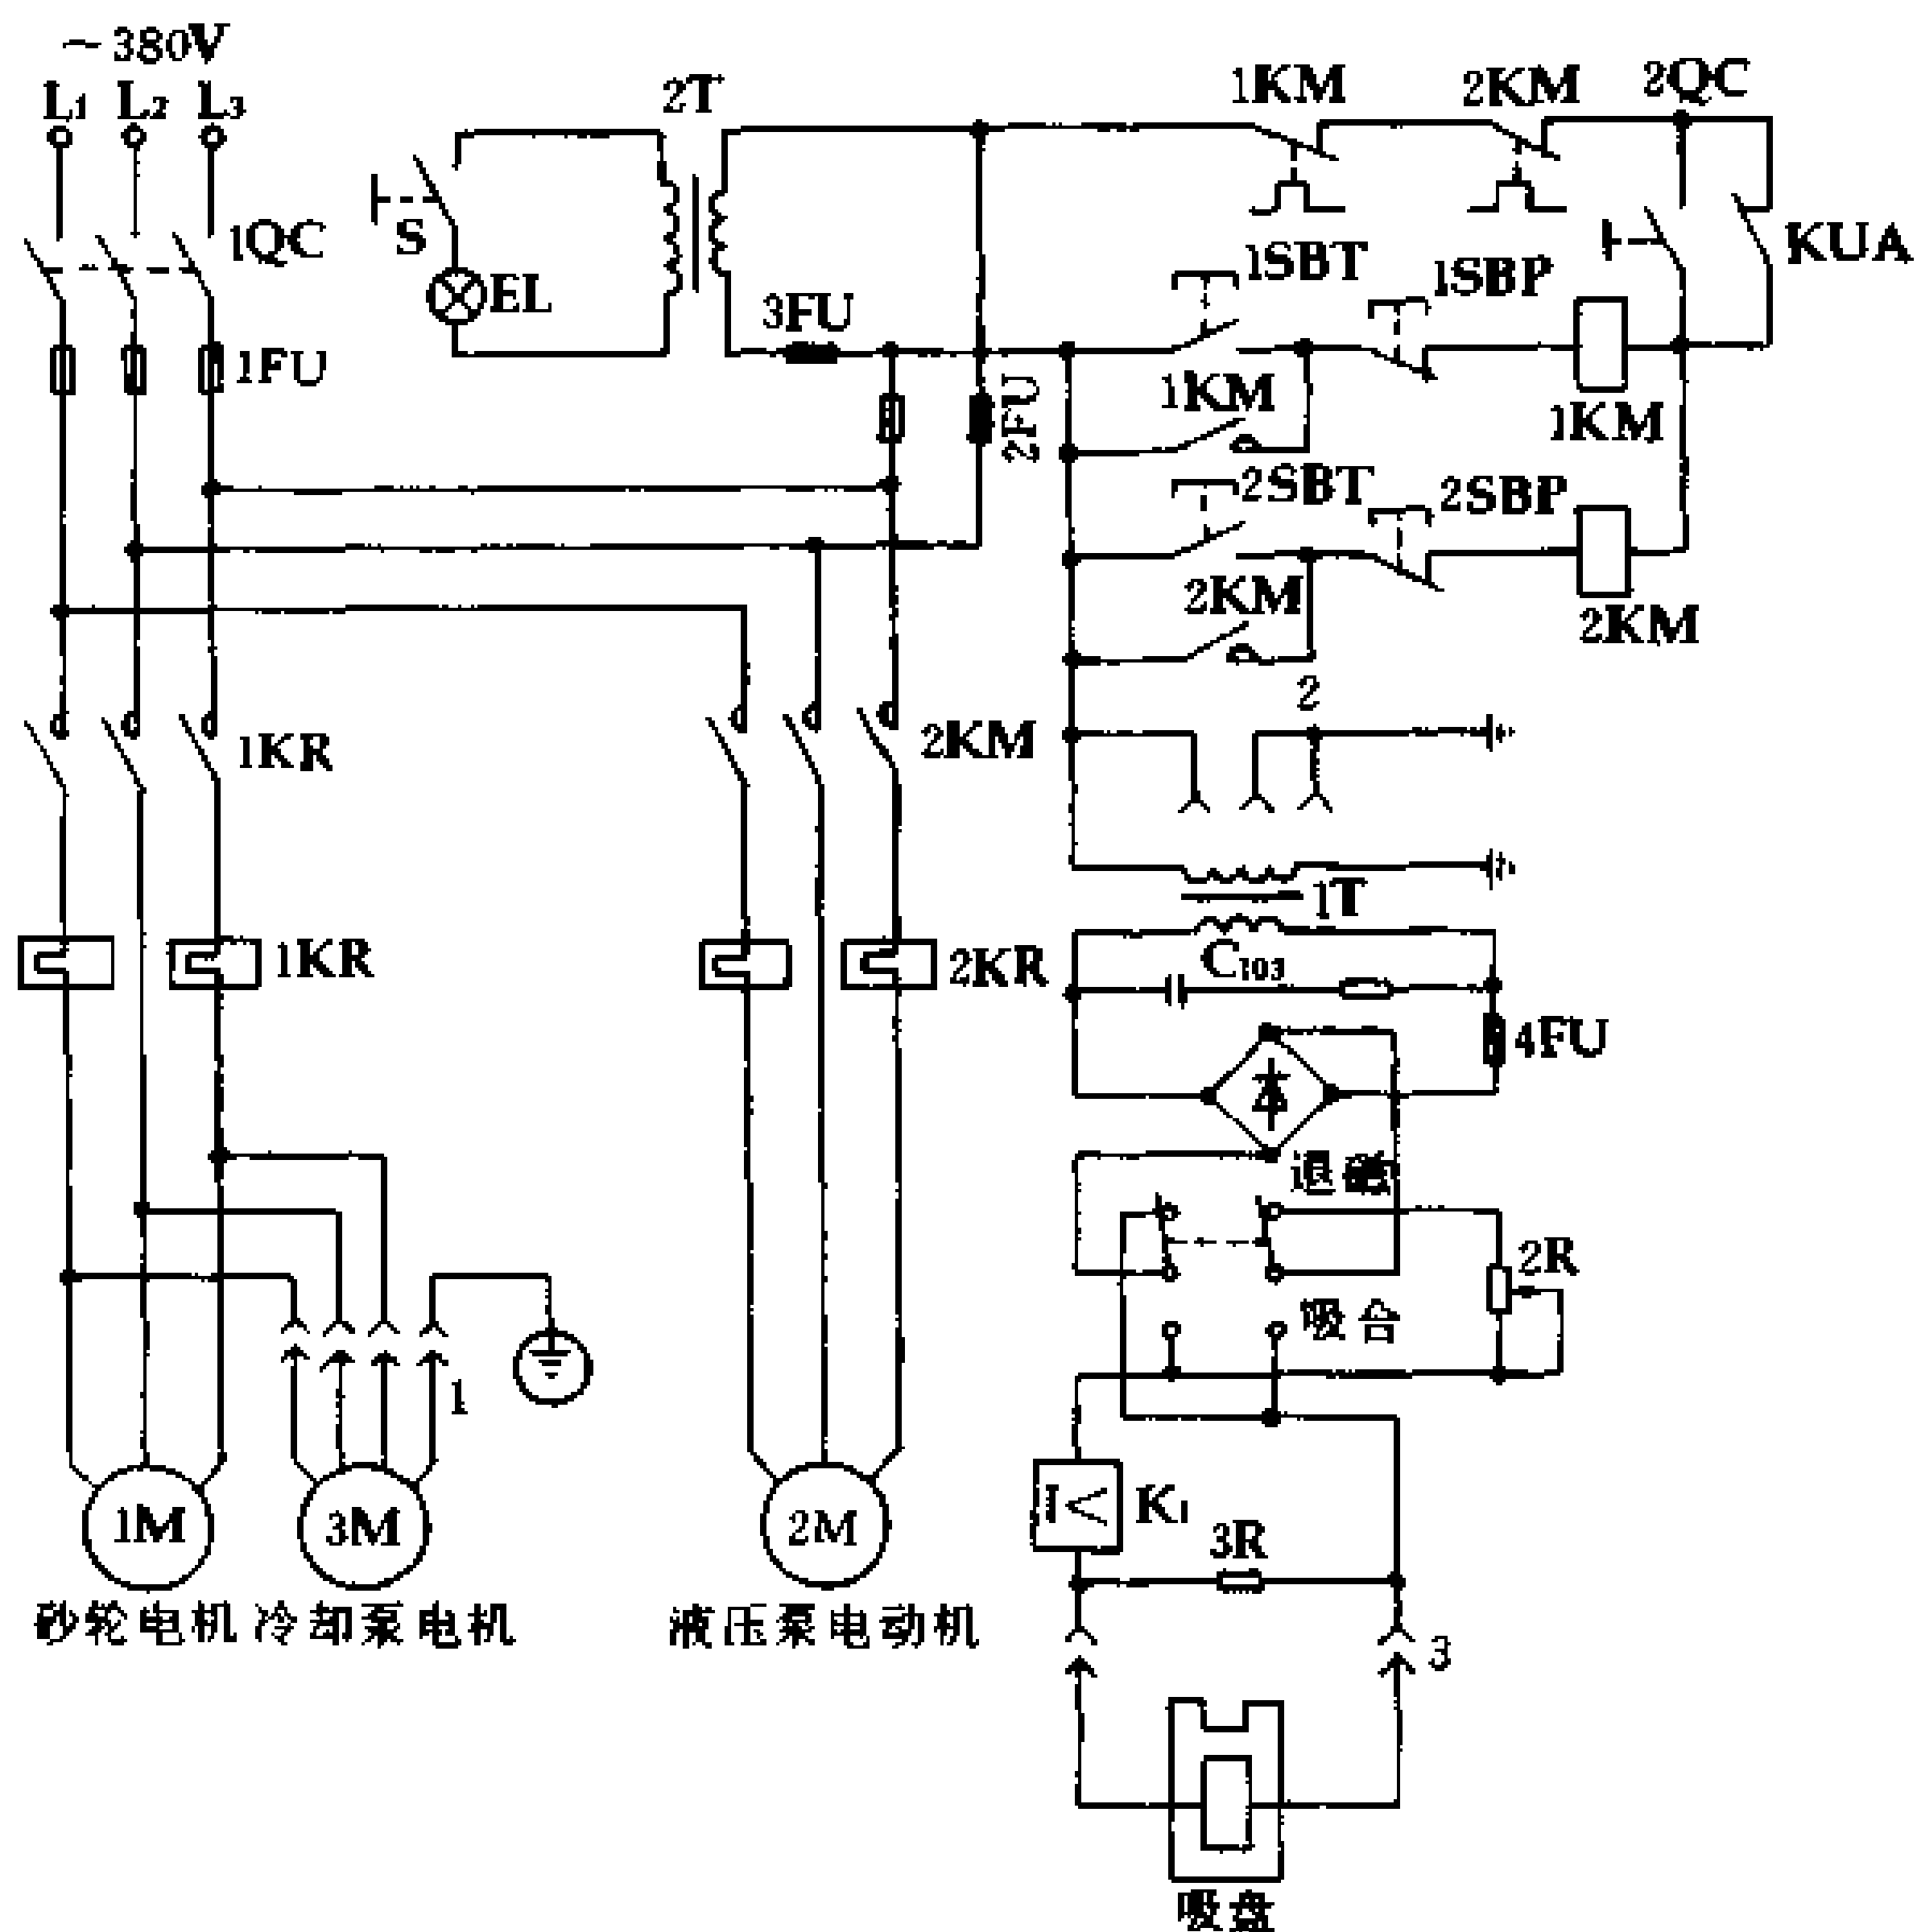 ~380V
L1 L2 L3
1QC
1FU
S
EL
2T
3FU
2FU
1KM
2KM
2QC
KUA
1SBT
1SBP
1KM
1KM
2SBT
2SBP
2KM
2KM
2
1KR
2KM
1T
C103
1KR
2KR
4FU
退磁
2R
吸合
1
K1
1M
3M
2M
I<
3R
砂轮电机
冷却泵电机
液压泵电动机
3
吸盘